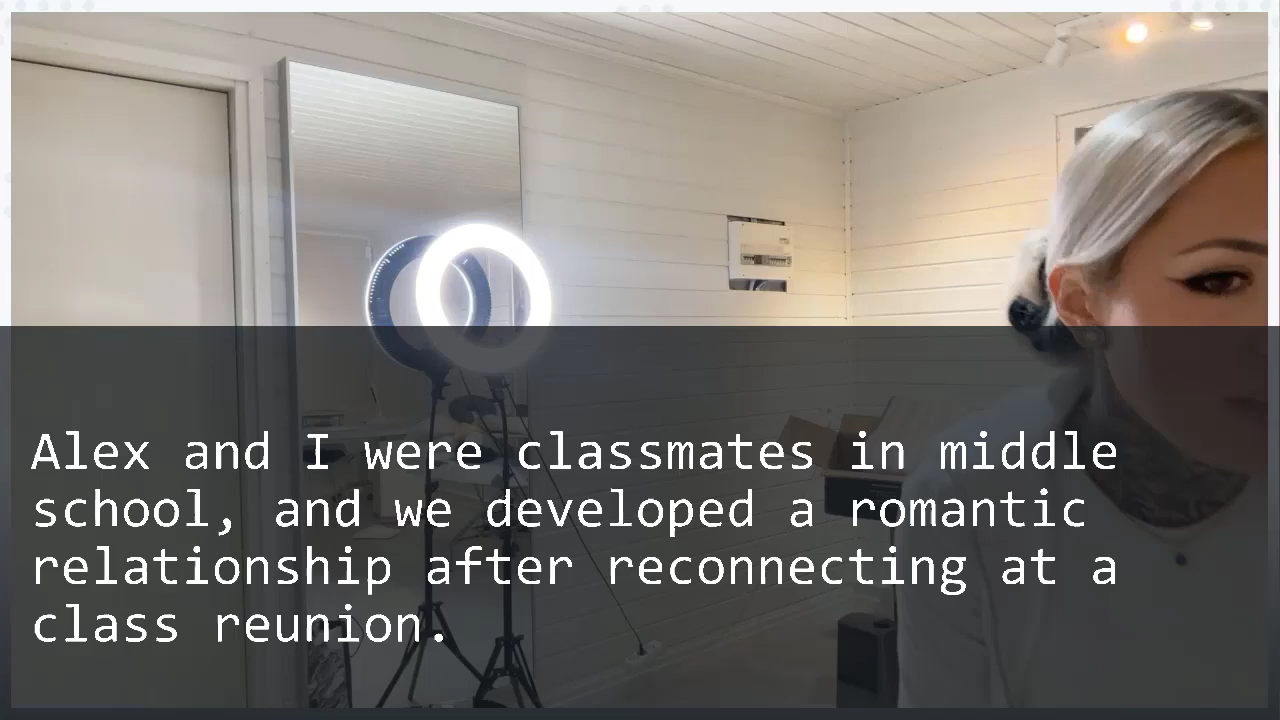 Alex and I were classmates in middle
school, and we developed a romantic
relationship after reconnecting at a
class reunion.